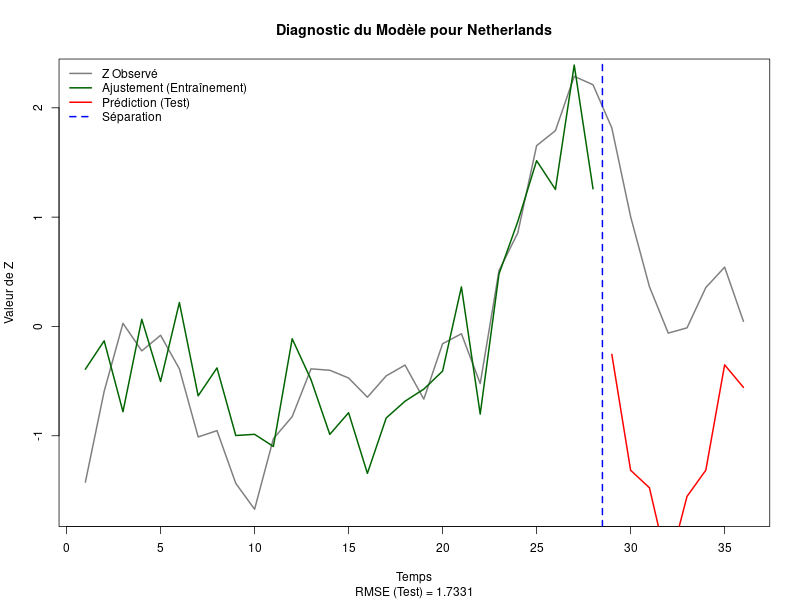 Diagnostic du Modèle pour Netherlands
Z Observé
Ajustement (Entraînement)
Prédiction (Test)
Séparation
Valeur de Z
2
1
0
-1
0 5 10 15 20 25 30 35
Temps
RMSE (Test) = 1.7331